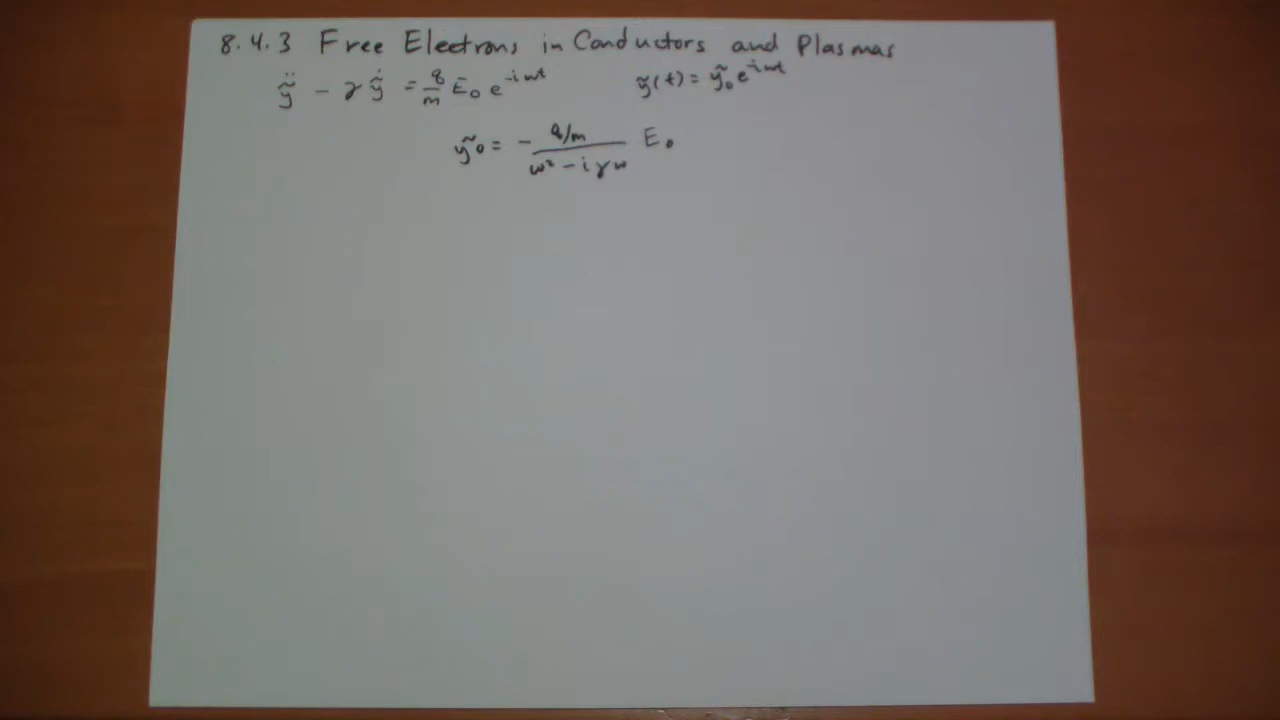 8.4.3 Free Electrons in Conductors and Plasmas
ÿ̃ - γ ẏ̃ = q/m E₀ e^(-iωt) ỹ(t) = ỹ₀ e^(-iωt)
ỹ₀ = - (q/m)/(ω² - iγω) E₀